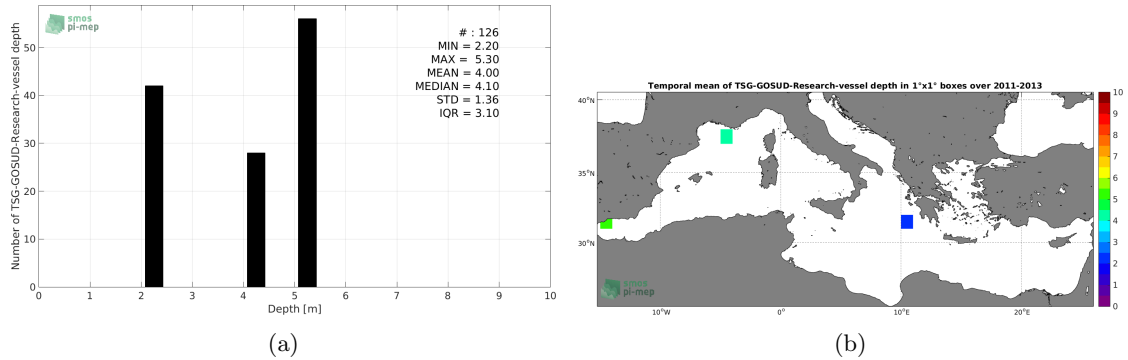 smos
pi-mep
# : 126
MIN = 2.20
MAX = 5.30
MEAN = 4.00
MEDIAN = 4.10
STD = 1.36
IQR = 3.10
Number of TSG-GOSUD-Research-vessel depth
50
40
30
20
10
0
0 1 2 3 4 5 6 7 8 9 10
Depth [m]
(a)
Temporal mean of TSG-GOSUD-Research-vessel depth in 1°x1° boxes over 2011-2013
40°N
35°N
30°N
10°W 0° 10°E 20°E
smos
pi-mep
10
9
8
7
6
5
4
3
2
1
0
(b)